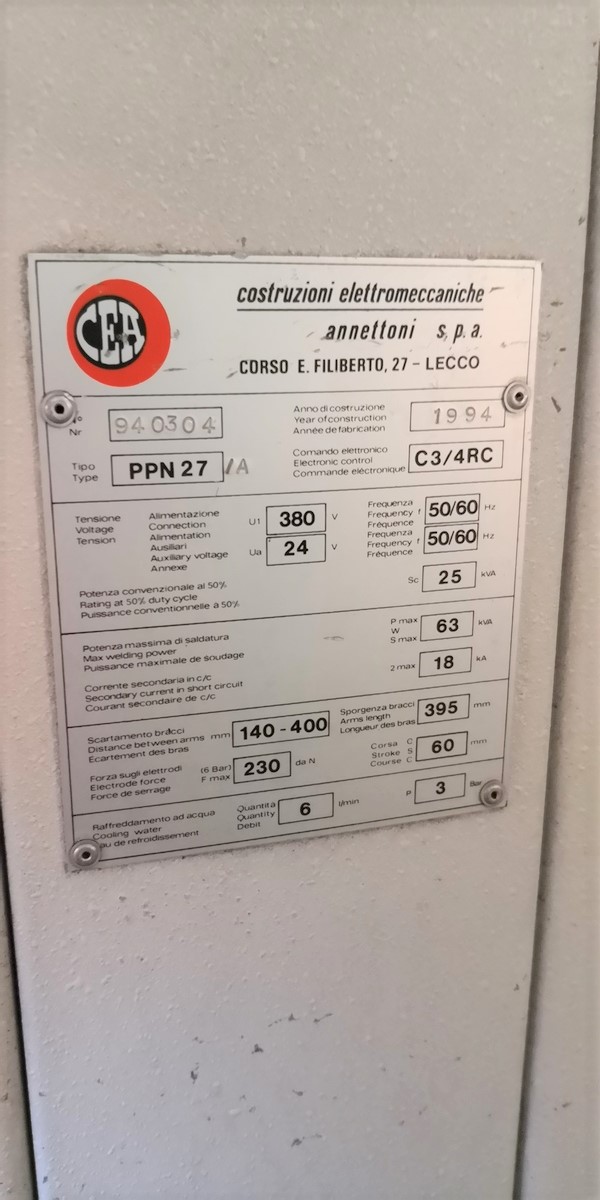 CEA
costruzioni elettromeccaniche
annettoni s.p.a.
CORSO E. FILIBERTO, 27 - LECCO
N° Nr 940304
Anno di costruzione
Year of construction
Année de fabrication
1994
Tipo
Type
PPN 27 /A
Comando elettronico
Electronic control
Commande eléctronique
C3/4RC
Tensione
Voltage
Tension
Alimentazione
Connection
Alimentation
U1 380 V
Frequenza
Frequency f
Fréquence
50/60 Hz
Ausiliari
Auxiliary voltage
Annexe
Ua 24 V
Frequenza
Frequency f
Fréquence
50/60 Hz
Potenza convenzionale al 50%
Rating at 50% duty cycle
Puissance conventionnelle a 50%
Sc 25 kVA
Potenza massima di saldatura
Max welding power
Puissance maximale de soudage
P max
W
S max
63 kVA
Corrente secondaria in c/c
Secondary current in short circuit
Courant secondaire de c/c
2 max 18 kA
Scartamento bracci
Distance between arms mm
Ecartement des bras
140 - 400
Sporgenza bracci
Arms length
Longueur des bras
395 mm
Forza sugli elettrodi
Electrode force
Force de serrage
(6 Bar)
F max
230 da N
Corsa C
Stroke S
Course C
60 mm
Raffreddamento ad acqua
Cooling water
au de refroidissement
Quantità
Quantity
Debit
6 l/min
P 3 Bar